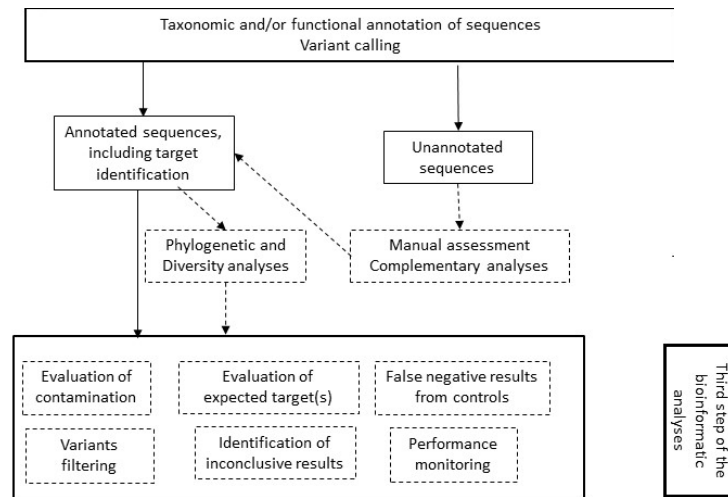 Taxonomic and/or functional annotation of sequences
Variant calling
Annotated sequences,
including target
identification
Unannotated
sequences
Phylogenetic and
Diversity analyses
Manual assessment
Complementary analyses
Evaluation of
contamination
Evaluation of
expected target(s)
False negative results
from controls
Variants
filtering
Identification of
inconclusive results
Performance
monitoring
Third step of the
bioinformatic
analyses